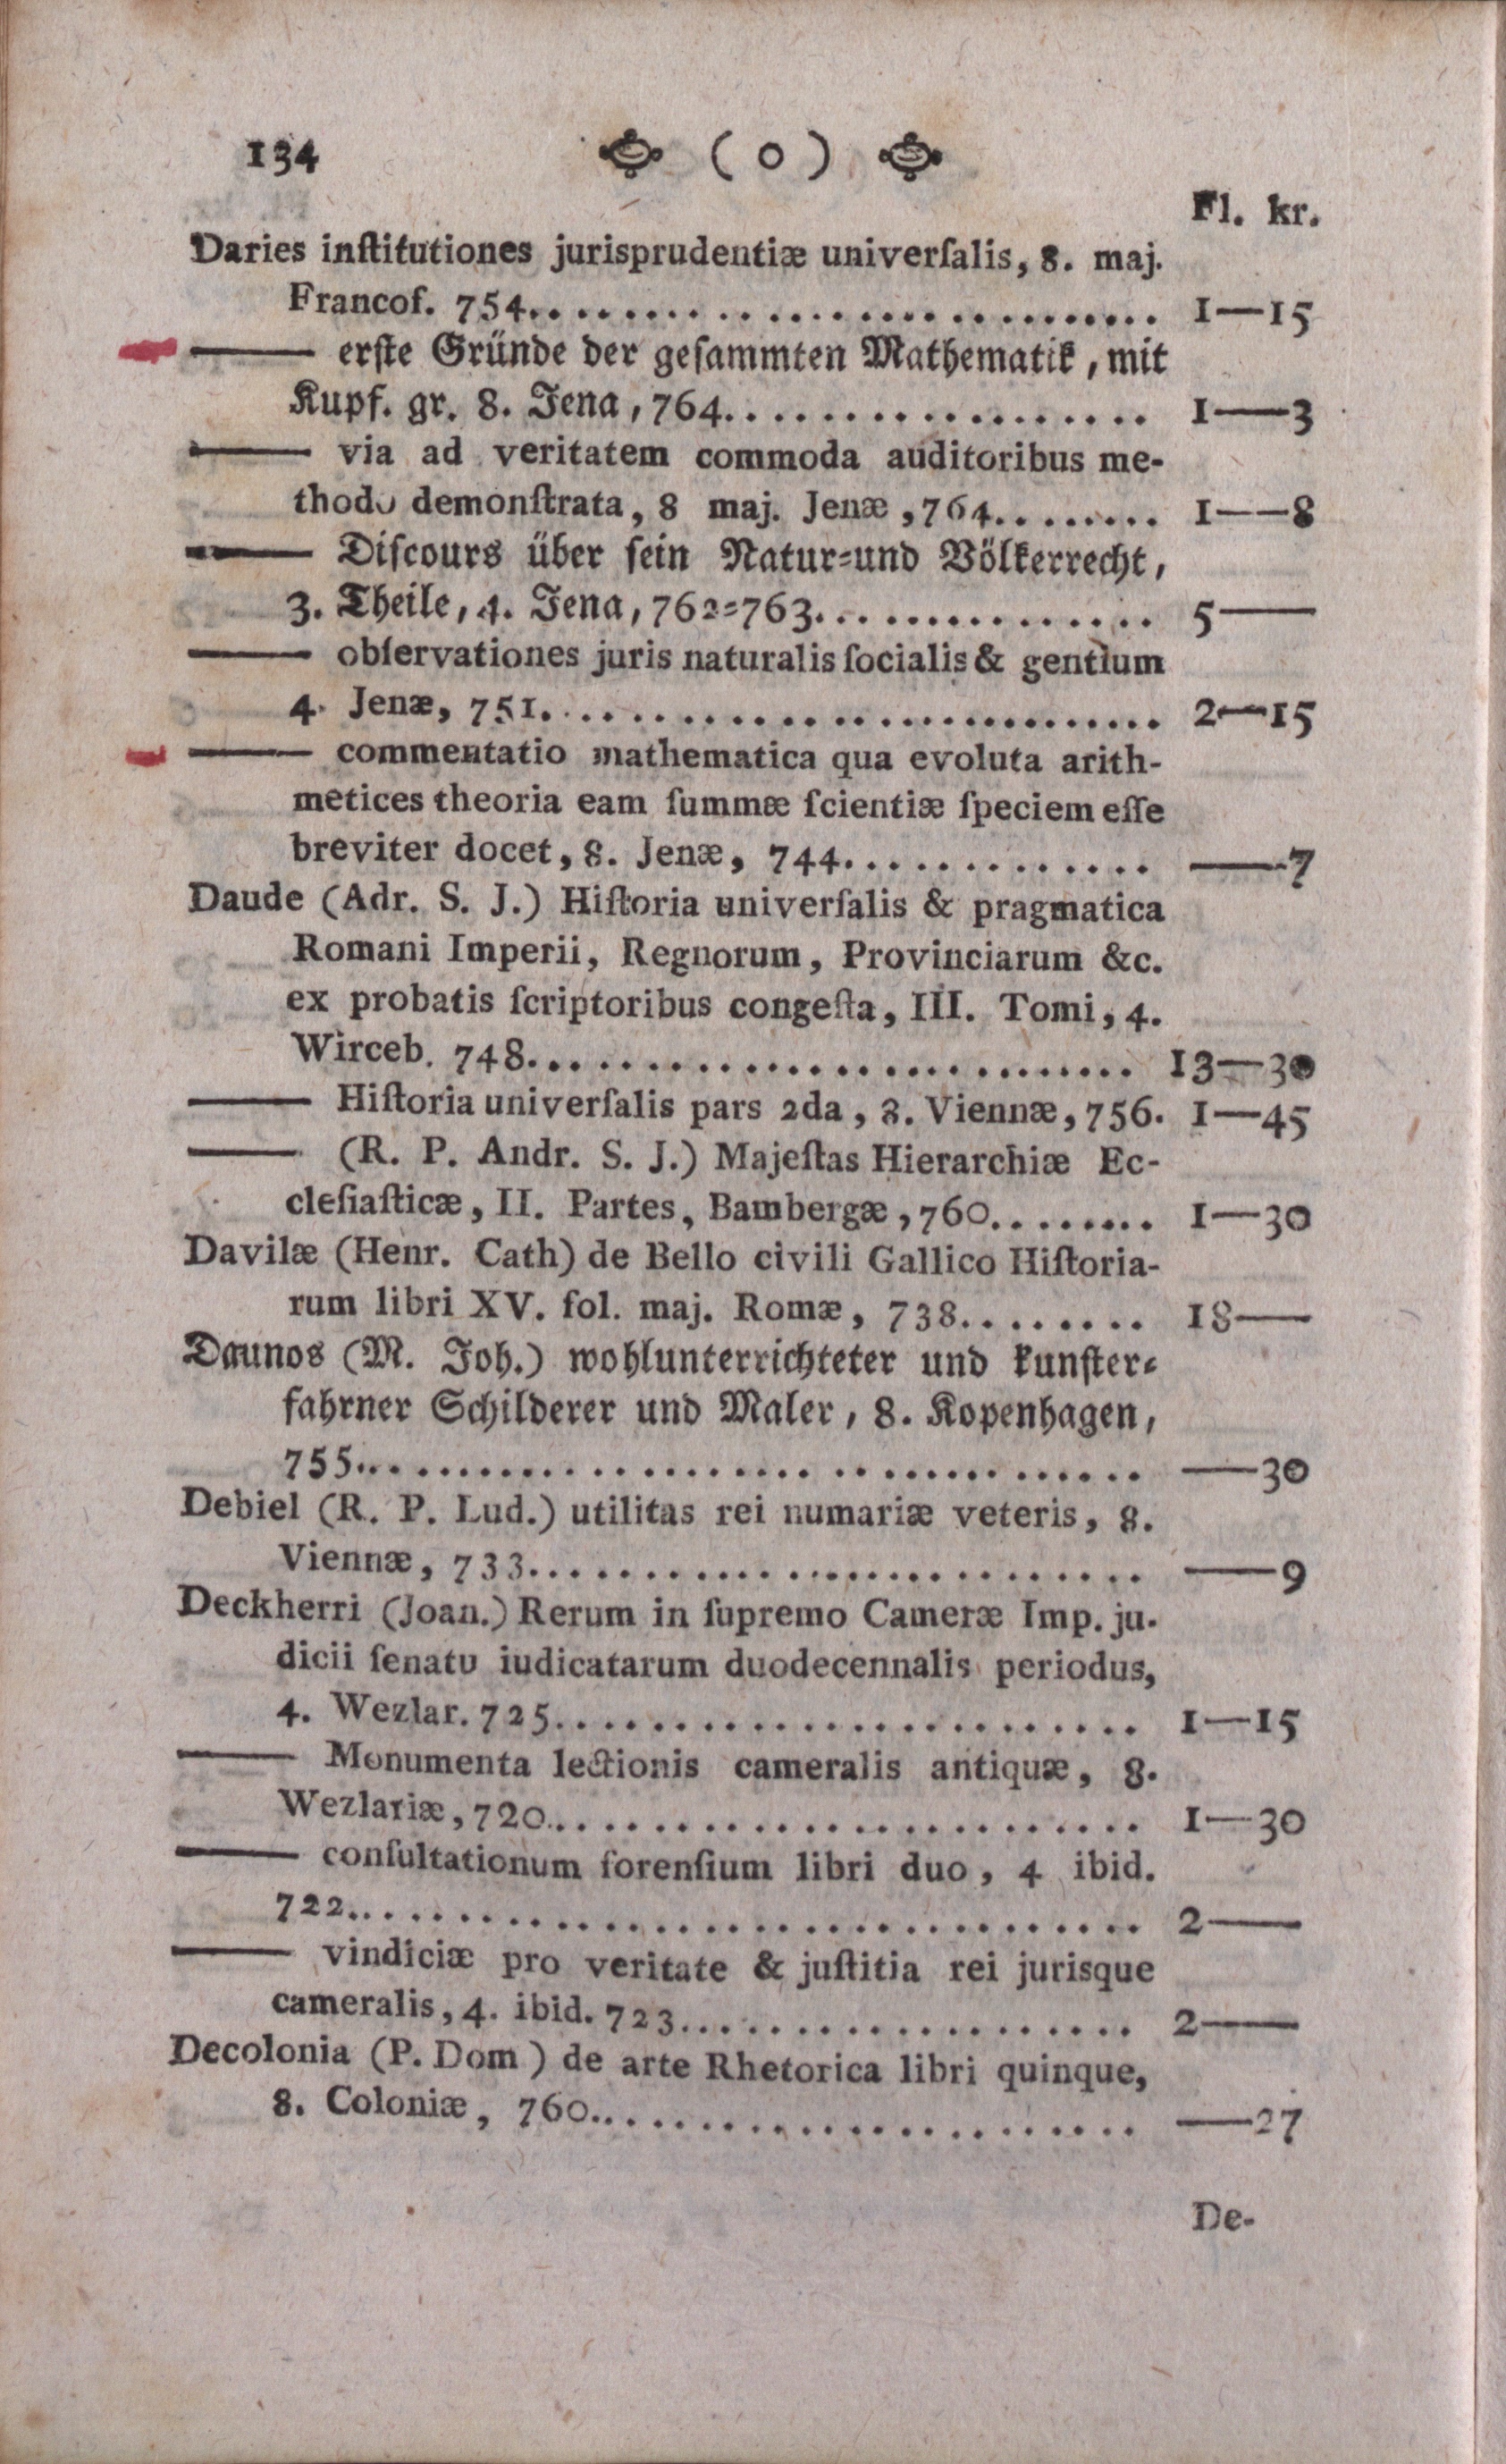 134 ( o )
Fl. kr.
Daries inſtitutiones jurisprudentiæ univerſalis, 8. maj.
Francof. 754................................ 1—15
—— erſte Gründe der geſammten Mathematik, mit
Kupf. gr. 8. Jena, 764.................. 1——3
—— via ad veritatem commoda auditoribus me-
thodo demonſtrata, 8 maj. Jenæ, 764........ 1——8
—— Diſcours über ſein Natur=und Völkerrecht,
3. Theile, 4. Jena, 762=763............... 5——
—— obſervationes juris naturalis ſocialis & gentium
4. Jenæ, 751.......................... 2—15
—— commentatio mathematica qua evoluta arith-
metices theoria eam ſummæ ſcientiæ ſpeciem eſſe
breviter docet, 8. Jenæ, 744............. ——7
Daude (Adr. S. J.) Hiſtoria univerſalis & pragmatica
Romani Imperii, Regnorum, Provinciarum &c.
ex probatis ſcriptoribus congeſta, III. Tomi, 4.
Wirceb. 748.......................... 13—30
—— Hiſtoria univerſalis pars 2da, 8. Viennæ, 756. 1—45
—— (R. P. Andr. S. J.) Majeſtas Hierarchiæ Ec-
cleſiaſticæ, II. Partes, Bambergæ, 760......... 1—30
Davilæ (Henr. Cath) de Bello civili Gallico Hiſtoria-
rum libri XV. fol. maj. Romæ, 738........ 18——
Daunos (M. Joh.) wohlunterrichteter und kunſter=
fahrner Schilderer und Maler, 8. Kopenhagen,
755................................ ——30
Debiel (R. P. Lud.) utilitas rei numariæ veteris, 8.
Viennæ, 733.......................... ——9
Deckherri (Joan.) Rerum in ſupremo Cameræ Imp. ju-
dicii ſenatu iudicatarum duodecennalis periodus,
4. Wezlar. 725........................ 1—15
—— Monumenta lectionis cameralis antiquæ, 8.
Wezlariæ, 720......................... 1—30
—— conſultationum forenſium libri duo, 4 ibid.
722................................. 2——
—— vindiciæ pro veritate & juſtitia rei jurisque
cameralis, 4. ibid. 723................... 2——
Decolonia (P. Dom) de arte Rhetorica libri quinque,
8. Coloniæ, 760....................... ——27
De-